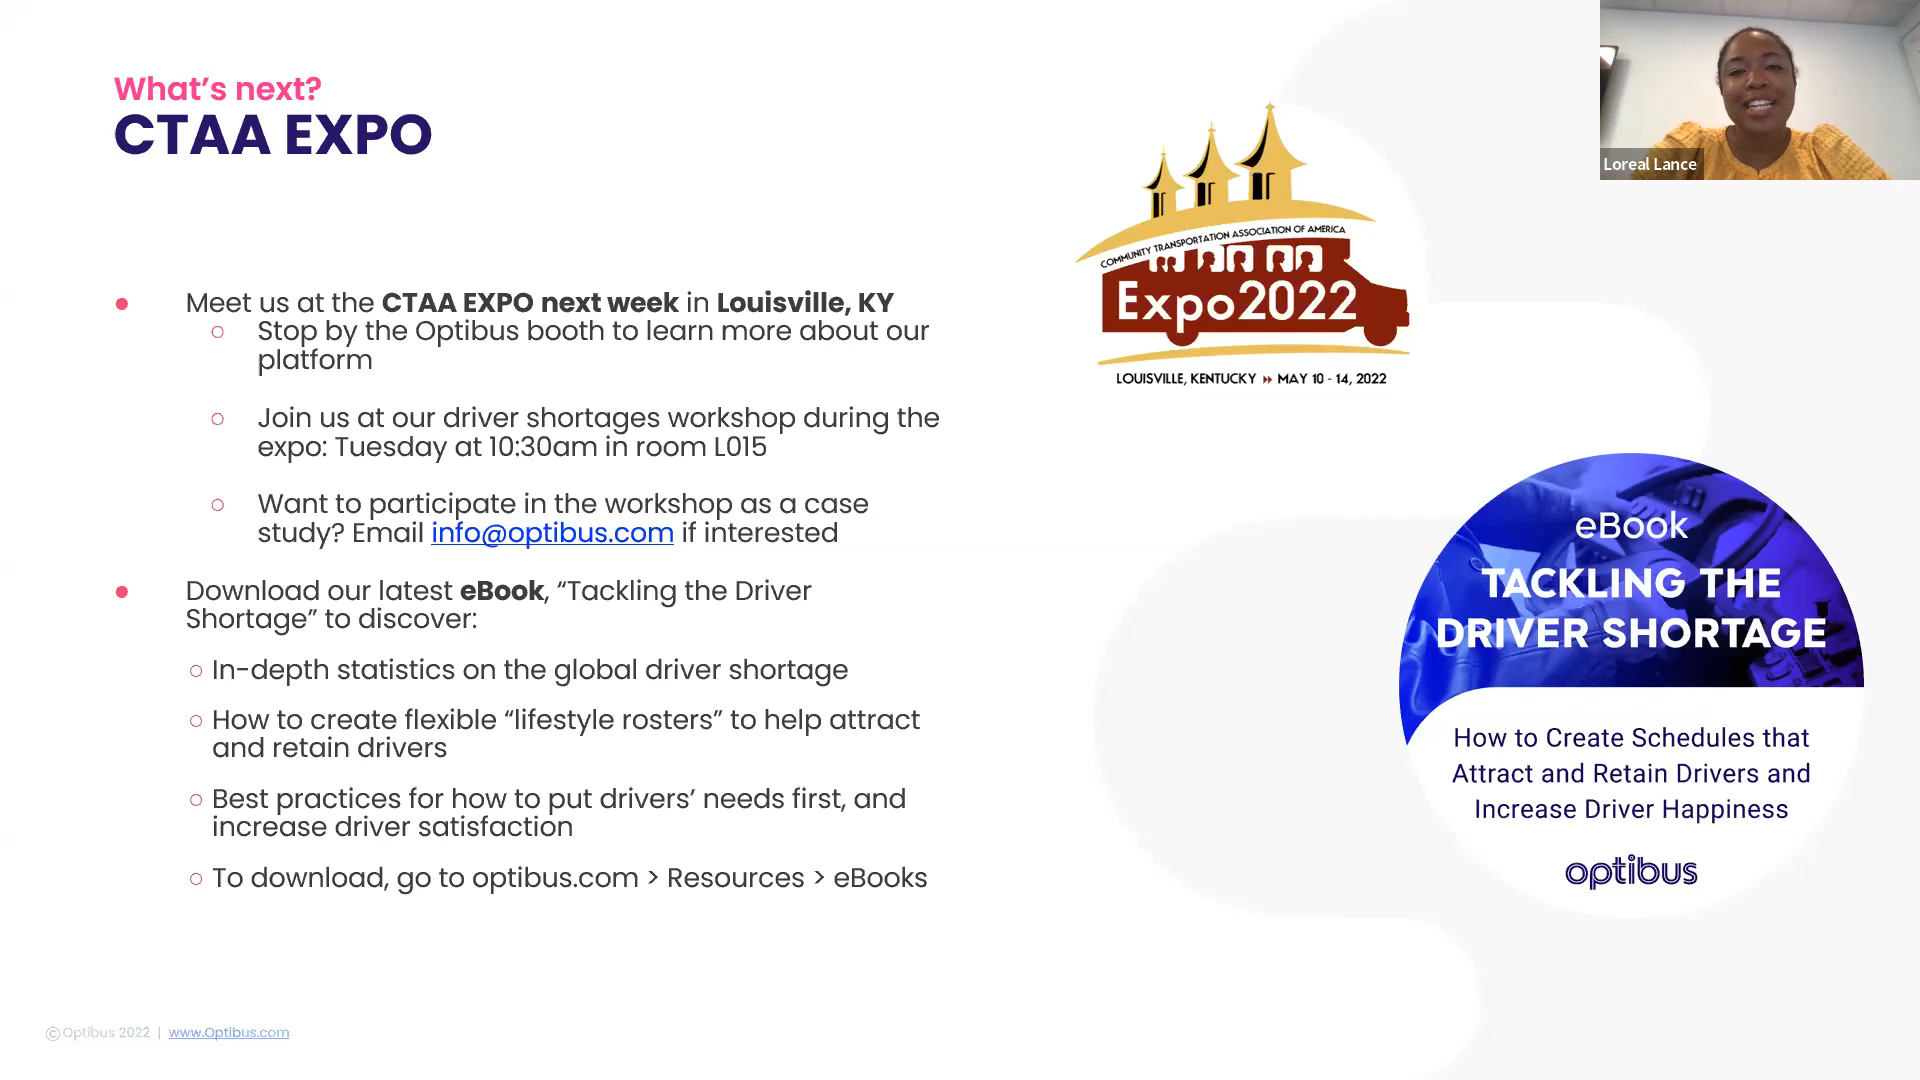 What's next?
CTAA EXPO
Loreal Lance
COMMUNITY TRANSPORTATION ASSOCIATION OF AMERICA
Expo2022
LOUISVILLE, KENTUCKY » MAY 10 - 14, 2022
● Meet us at the CTAA EXPO next week in Louisville, KY
○ Stop by the Optibus booth to learn more about our
platform
○ Join us at our driver shortages workshop during the
expo: Tuesday at 10:30am in room L015
○ Want to participate in the workshop as a case
study? Email info@optibus.com if interested
● Download our latest eBook, “Tackling the Driver
Shortage” to discover:
○ In-depth statistics on the global driver shortage
○ How to create flexible “lifestyle rosters” to help attract
and retain drivers
○ Best practices for how to put drivers’ needs first, and
increase driver satisfaction
○ To download, go to optibus.com > Resources > eBooks
eBook
TACKLING THE
DRIVER SHORTAGE
How to Create Schedules that
Attract and Retain Drivers and
Increase Driver Happiness
optibus
© Optibus 2022 | www.Optibus.com